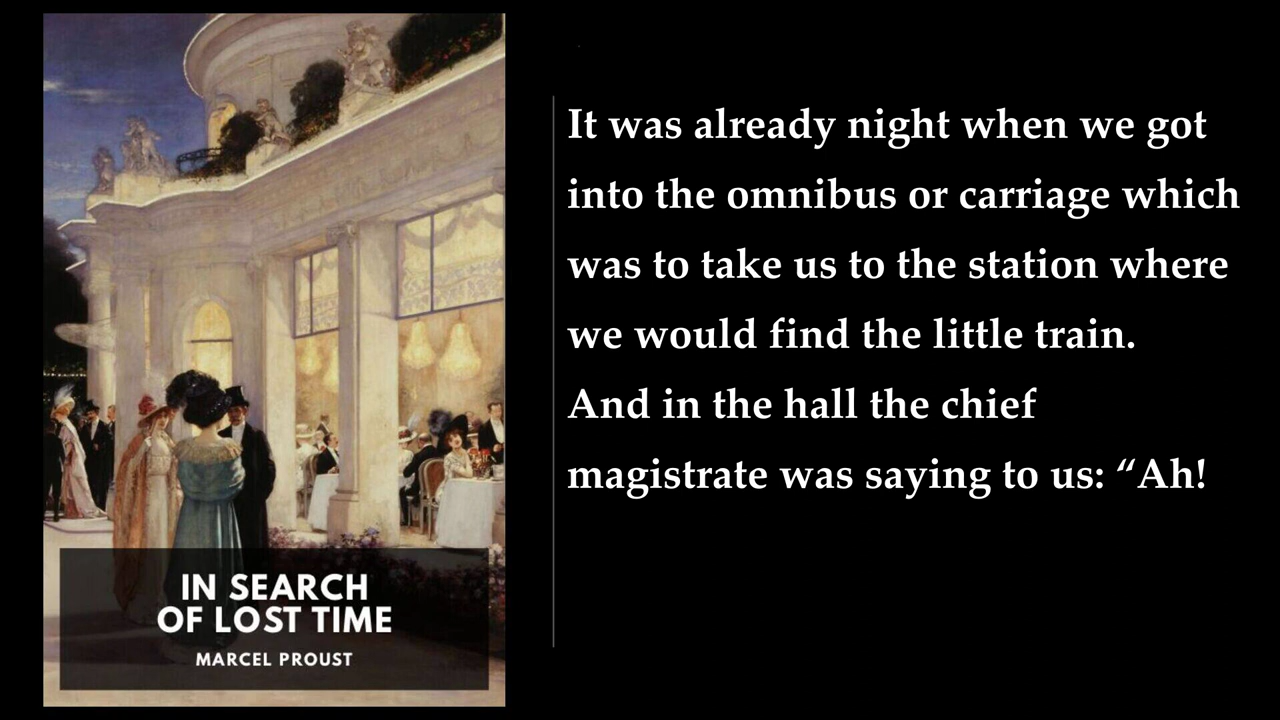 IN SEARCH
OF LOST TIME
MARCEL PROUST
It was already night when we got
into the omnibus or carriage which
was to take us to the station where
we would find the little train.
And in the hall the chief
magistrate was saying to us: “Ah!